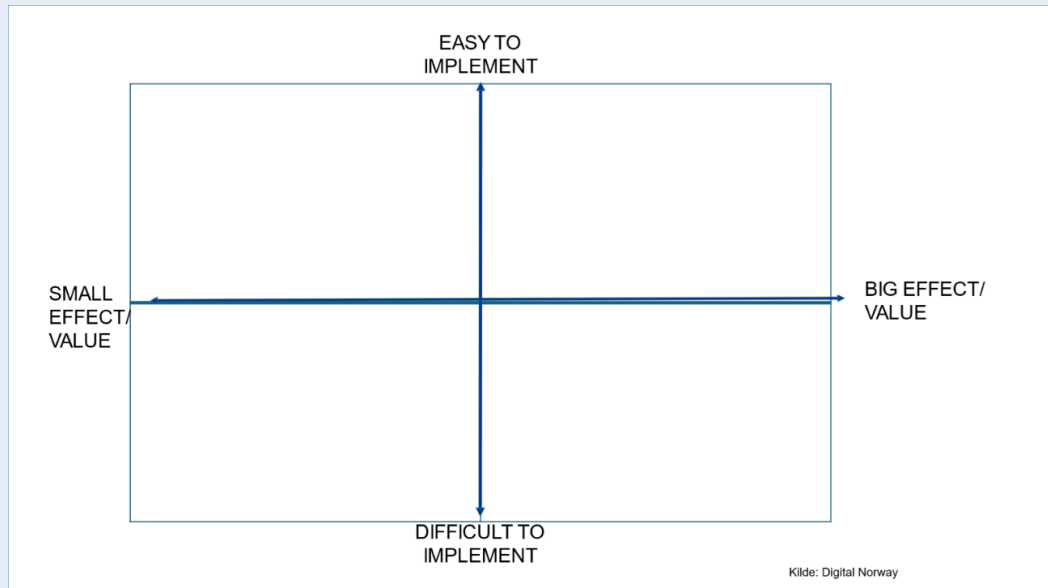 EASY TO
IMPLEMENT
SMALL
EFFECT/
VALUE
BIG EFFECT/
VALUE
DIFFICULT TO
IMPLEMENT
Kilde: Digital Norway